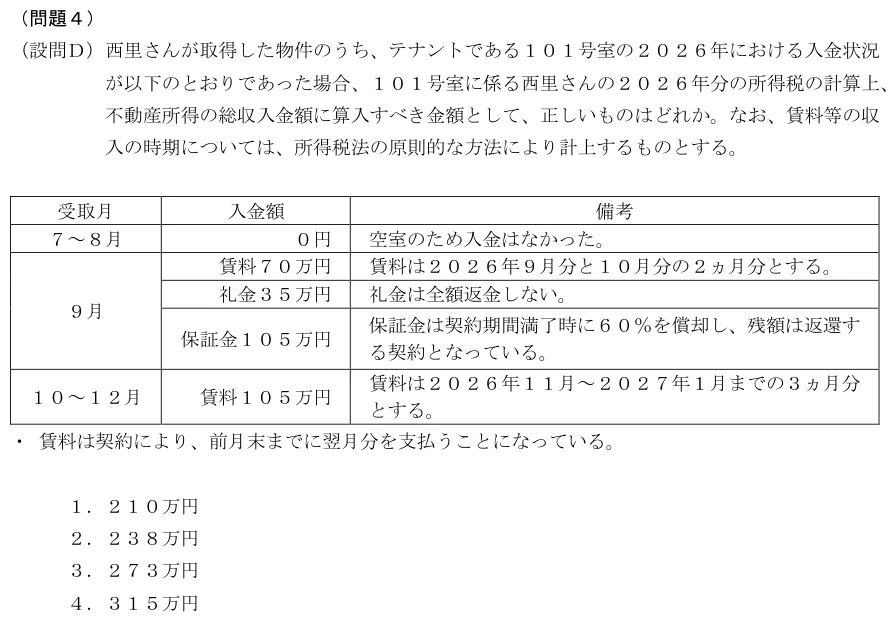 （問題４）
（設問Ｄ）西里さんが取得した物件のうち、テナントである１０１号室の２０２６年における入金状況
が以下のとおりであった場合、１０１号室に係る西里さんの２０２６年分の所得税の計算上、
不動産所得の総収入金額に算入すべき金額として、正しいものはどれか。なお、賃料等の収
入の時期については、所得税法の原則的な方法により計上するものとする。
受取月 入金額 備考
７～８月 ０円 空室のため入金はなかった。
９月
賃料７０万円 賃料は２０２６年９月分と１０月分の２ヵ月分とする。
礼金３５万円 礼金は全額返金しない。
保証金１０５万円
保証金は契約期間満了時に６０％を償却し、残額は返還す
る契約となっている。
１０～１２月 賃料１０５万円
賃料は２０２６年１１月～２０２７年１月までの３ヵ月分
とする。
・ 賃料は契約により、前月末までに翌月分を支払うことになっている。
１．２１０万円
２．２３８万円
３．２７３万円
４．３１５万円